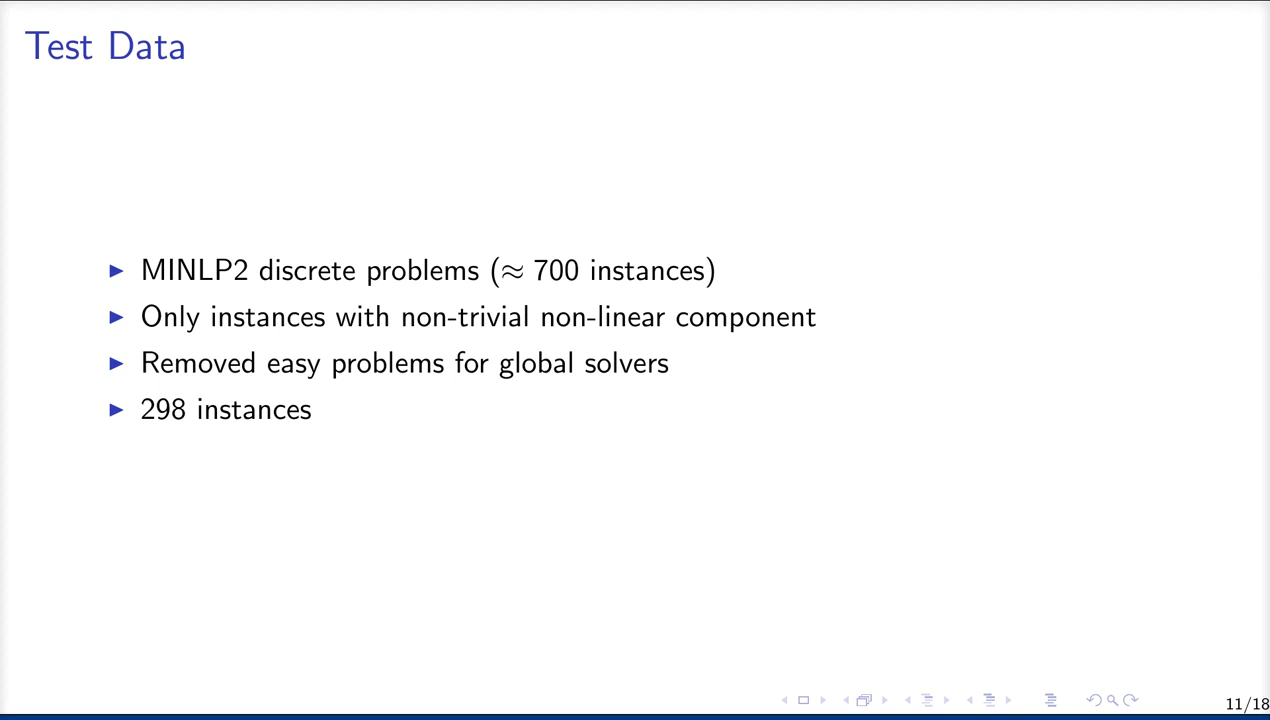 Test Data
MINLP2 discrete problems (≈ 700 instances)
Only instances with non-trivial non-linear component
Removed easy problems for global solvers
298 instances
11/18